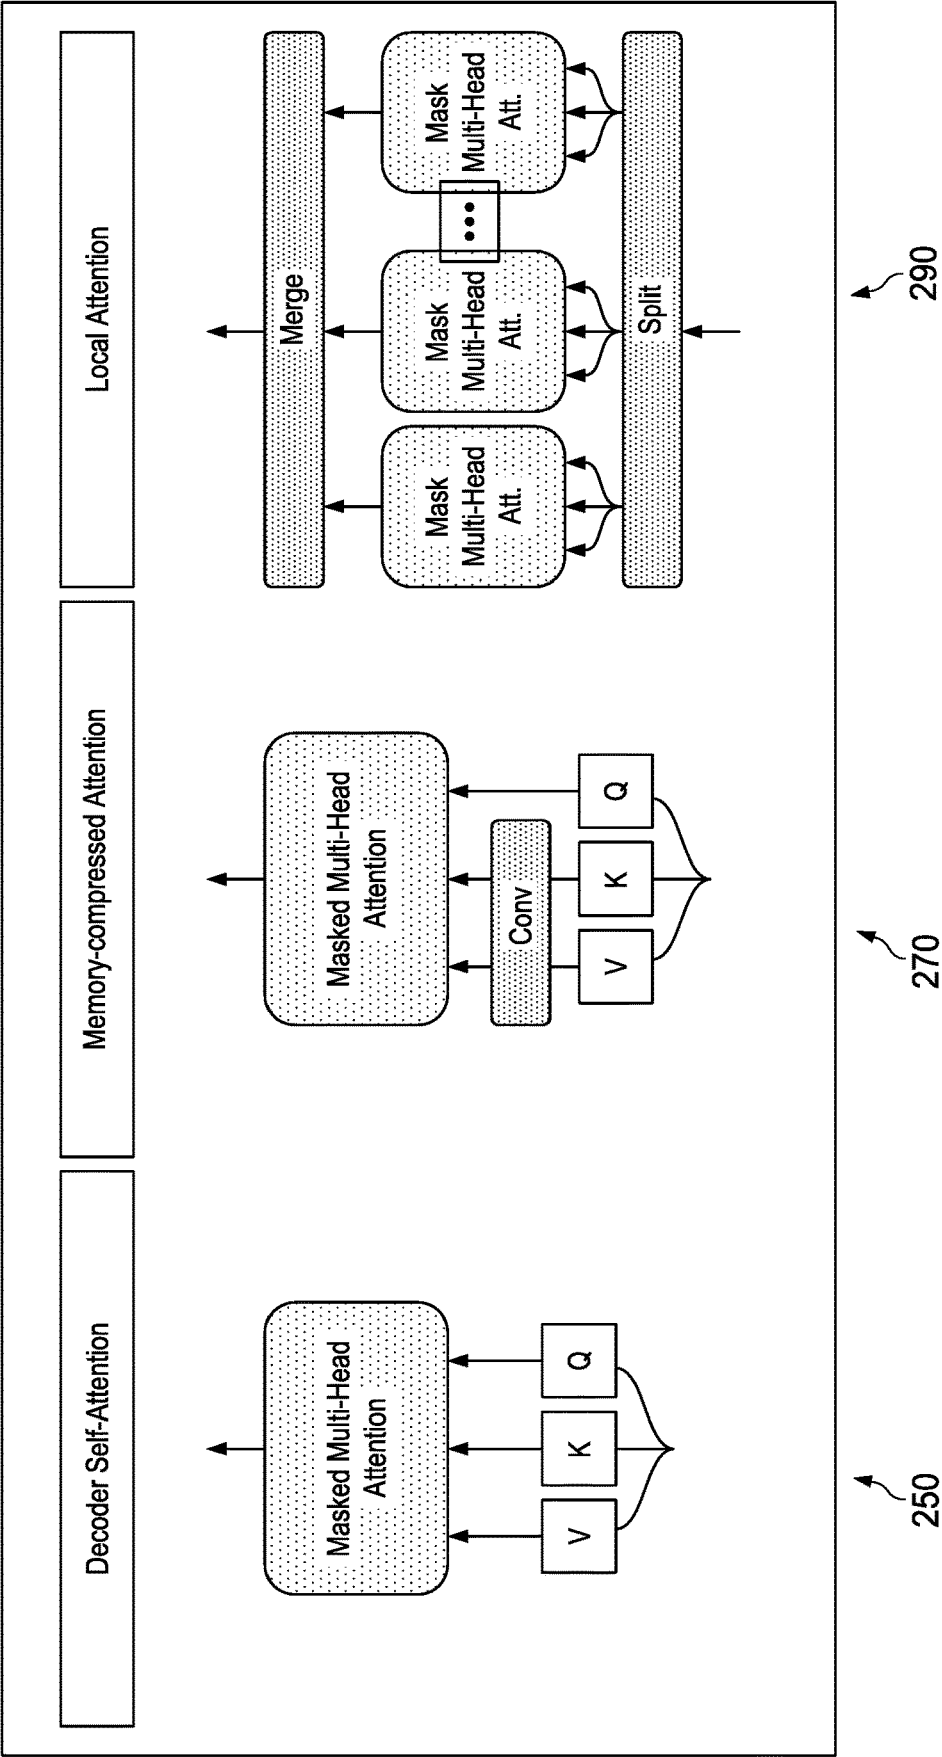 Decoder Self-Attention
Memory-compressed Attention
Local Attention
Masked Multi-Head
Attention
V
K
Q
250
Masked Multi-Head
Attention
Conv
V
K
Q
270
Merge
Mask
Multi-Head
Att.
Mask
Multi-Head
Att.
Mask
Multi-Head
Att.
Split
290